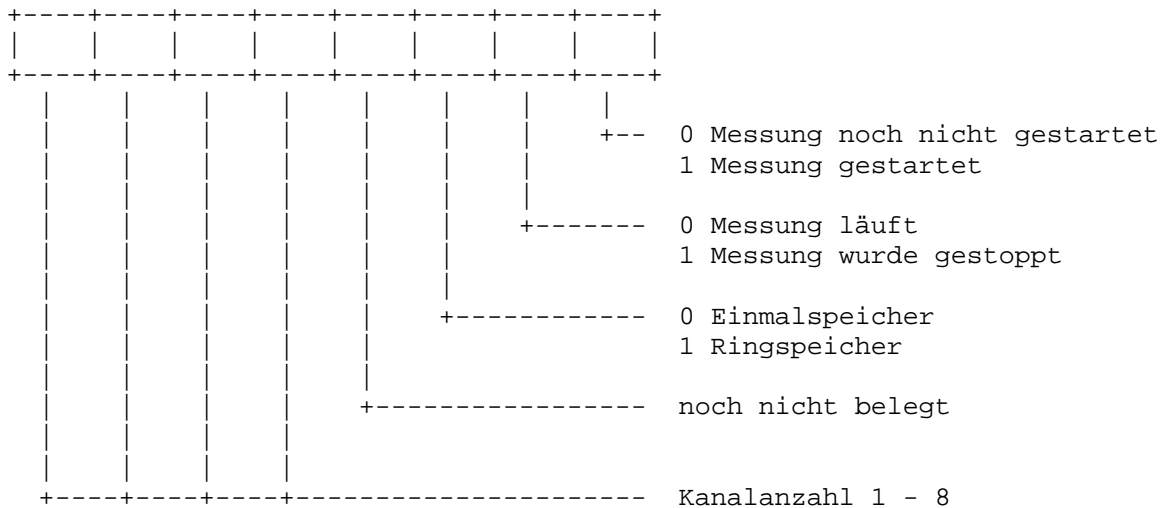 0 Messung noch nicht gestartet
1 Messung gestartet
0 Messung läuft
1 Messung wurde gestoppt
0 Einmalspeicher
1 Ringspeicher
noch nicht belegt
Kanalanzahl 1 - 8